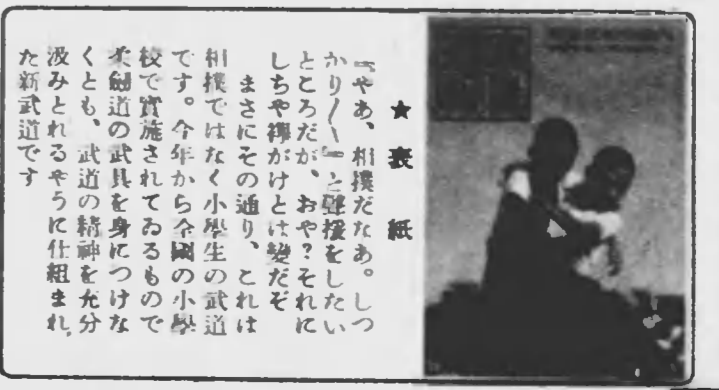 ★表紙
『やあ、相撲だなあ。しつ
かり／＼』と聲援をしたい
ところだが、おや？それに
しちや襷がけとは變だぞ
まさにその通り、これは
相撲ではなく小學生の武道
です。今年から全國の小學
校で實施されてゐるもので
柔劍道の武具を身につけな
くとも、武道の精神を充分
汲みとれるやうに仕組まれ
た新武道です